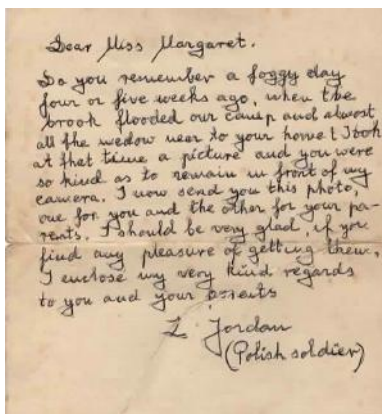 Dear Miss Margaret.
Do you remember a foggy day
four or five weeks ago, when the
brook flooded our camp and almost
all the medow near to your home! I took
at that time a picture and you were
so kind as to remain in front of my
camera. I now send you this photo,
one for you and the other for your pa-
rents. I should be very glad, if you
find any pleasure of getting them.
I enclose my very kind regards
to you and your parents
Z. Jordan
(Polish soldier)